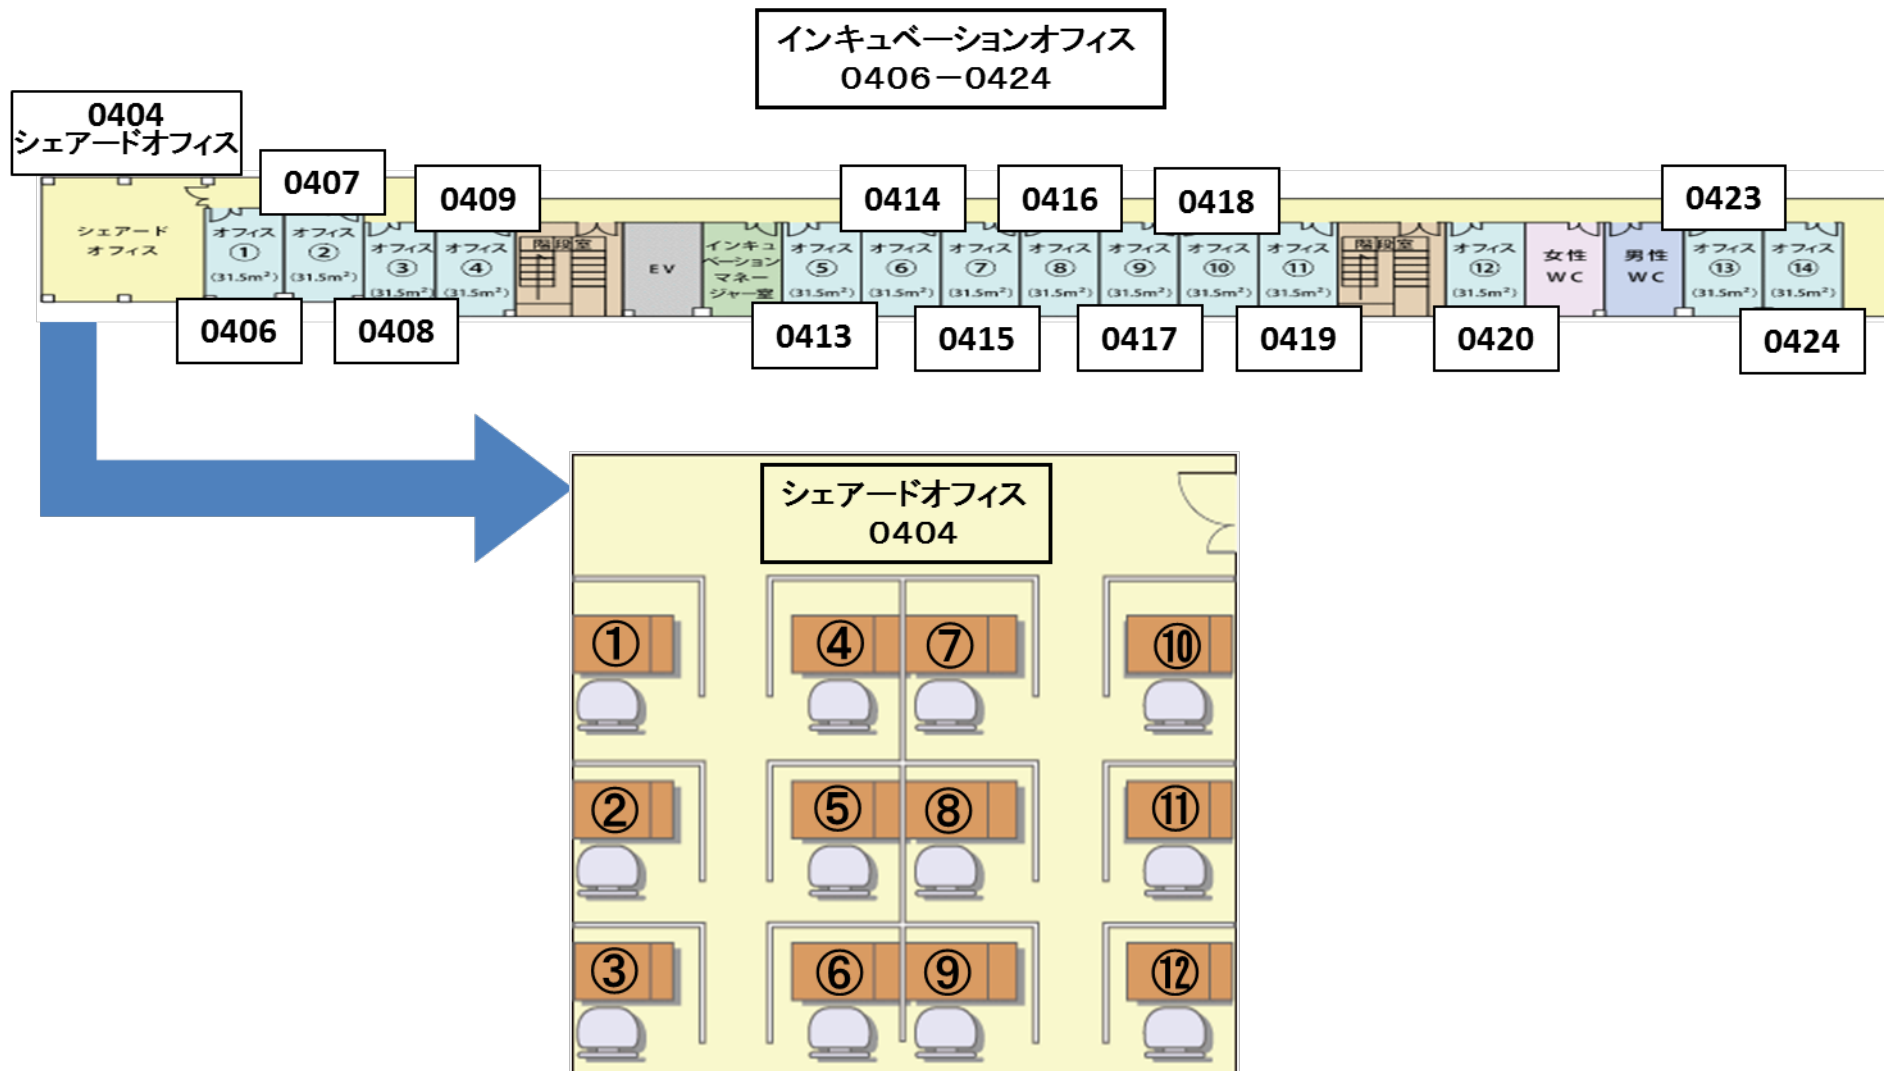 インキュベーションオフィス
0406－0424
0404
シェアードオフィス
0407
0409
0414
0416
0418
0423
シェアード
オフィス
オフィス
①
(31.5m²)
オフィス
②
(31.5m²)
オフィス
③
(31.5m²)
オフィス
④
(31.5m²)
階段室
EV
インキュ
ベーション
マネー
ジャー室
オフィス
⑤
(31.5m²)
オフィス
⑥
(31.5m²)
オフィス
⑦
(31.5m²)
オフィス
⑧
(31.5m²)
オフィス
⑨
(31.5m²)
オフィス
⑩
(31.5m²)
オフィス
⑪
(31.5m²)
階段室
オフィス
⑫
(31.5m²)
女性
WC
男性
WC
オフィス
⑬
(31.5m²)
オフィス
⑭
(31.5m²)
0406
0408
0413
0415
0417
0419
0420
0424
シェアードオフィス
0404
① ④ ⑦ ⑩
② ⑤ ⑧ ⑪
③ ⑥ ⑨ ⑫